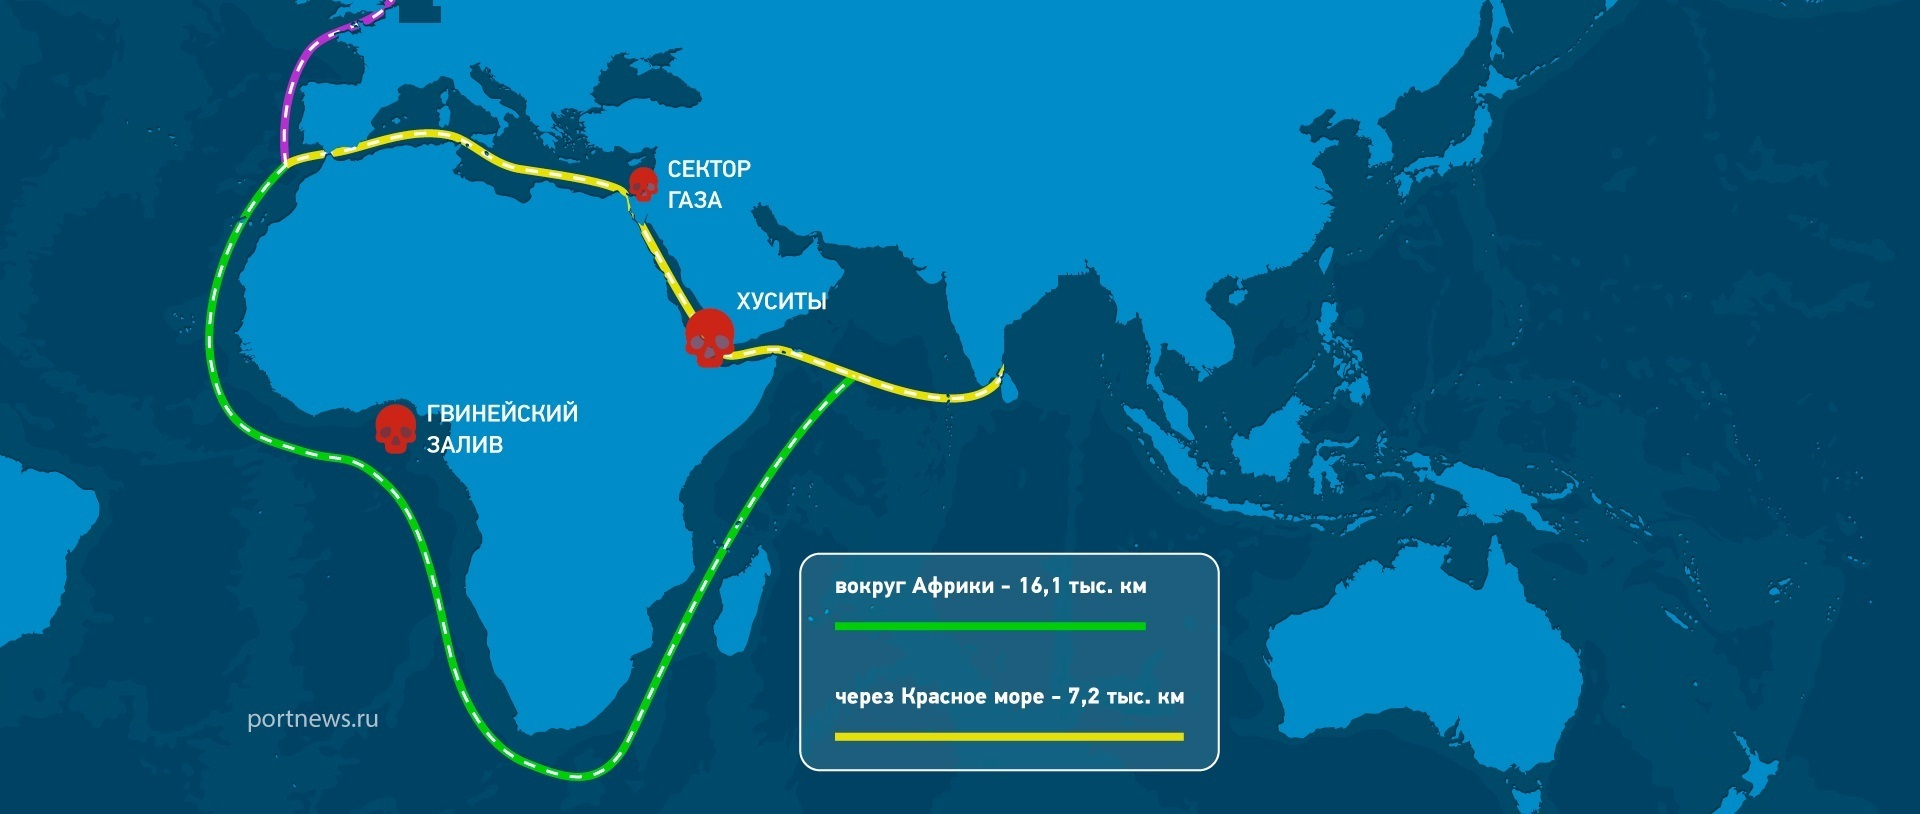 СЕКТОР
ГАЗА
ХУСИТЫ
ГВИНЕЙСКИЙ
ЗАЛИВ
вокруг Африки - 16,1 тыс. км
через Красное море - 7,2 тыс. км
portnews.ru